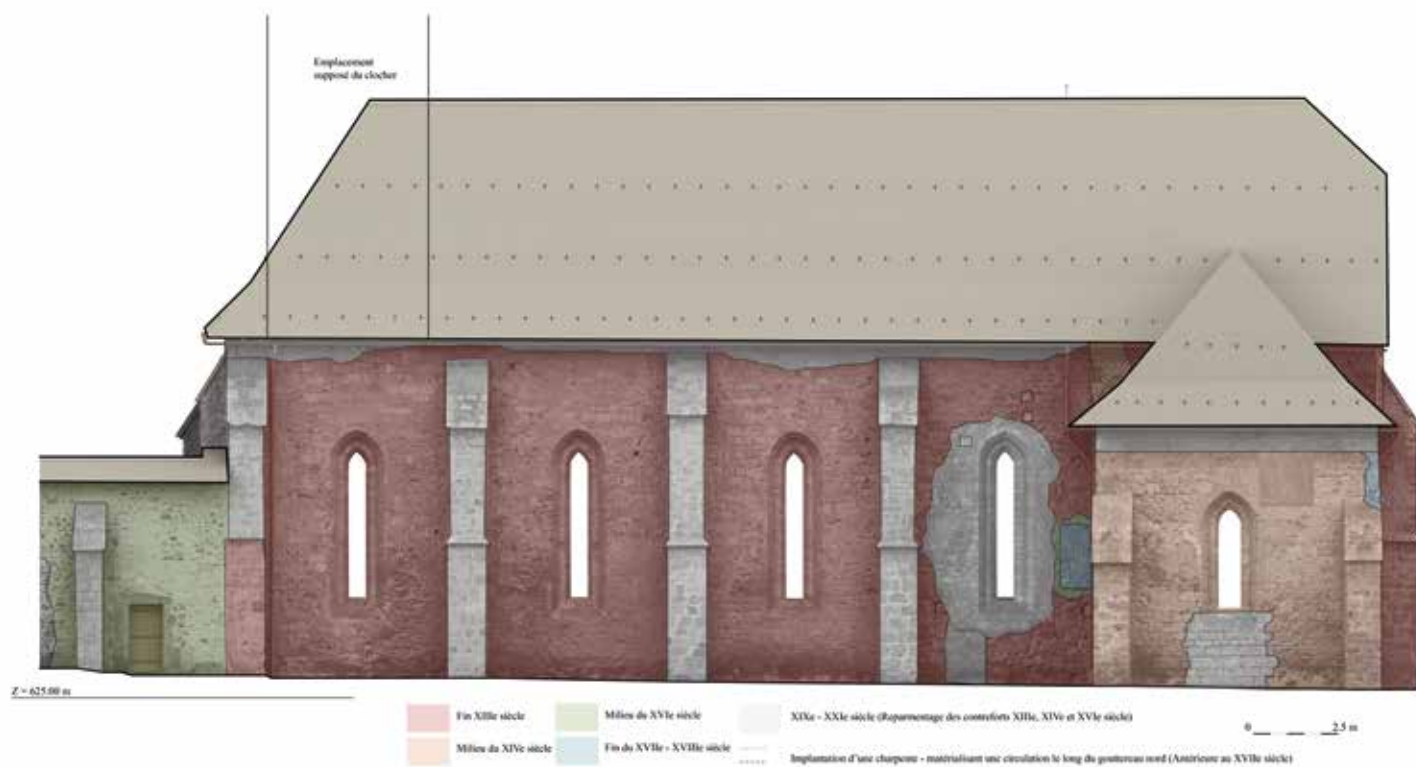 Emplacement
supposé du clocher
Z = 625.00 m
Fin XIIIe siècle
Milieu du XVIe siècle
XIXe - XXIe siècle (Reparmentage des contreforts XIIIe, XIVe et XVIe siècle)
Milieu du XIVe siècle
Fin du XVIIe - XVIIIe siècle
Implantation d'une charpente - matérialisant une circulation le long du gouttereau nord (Antérieure au XVIIe siècle)
0 2.5 m